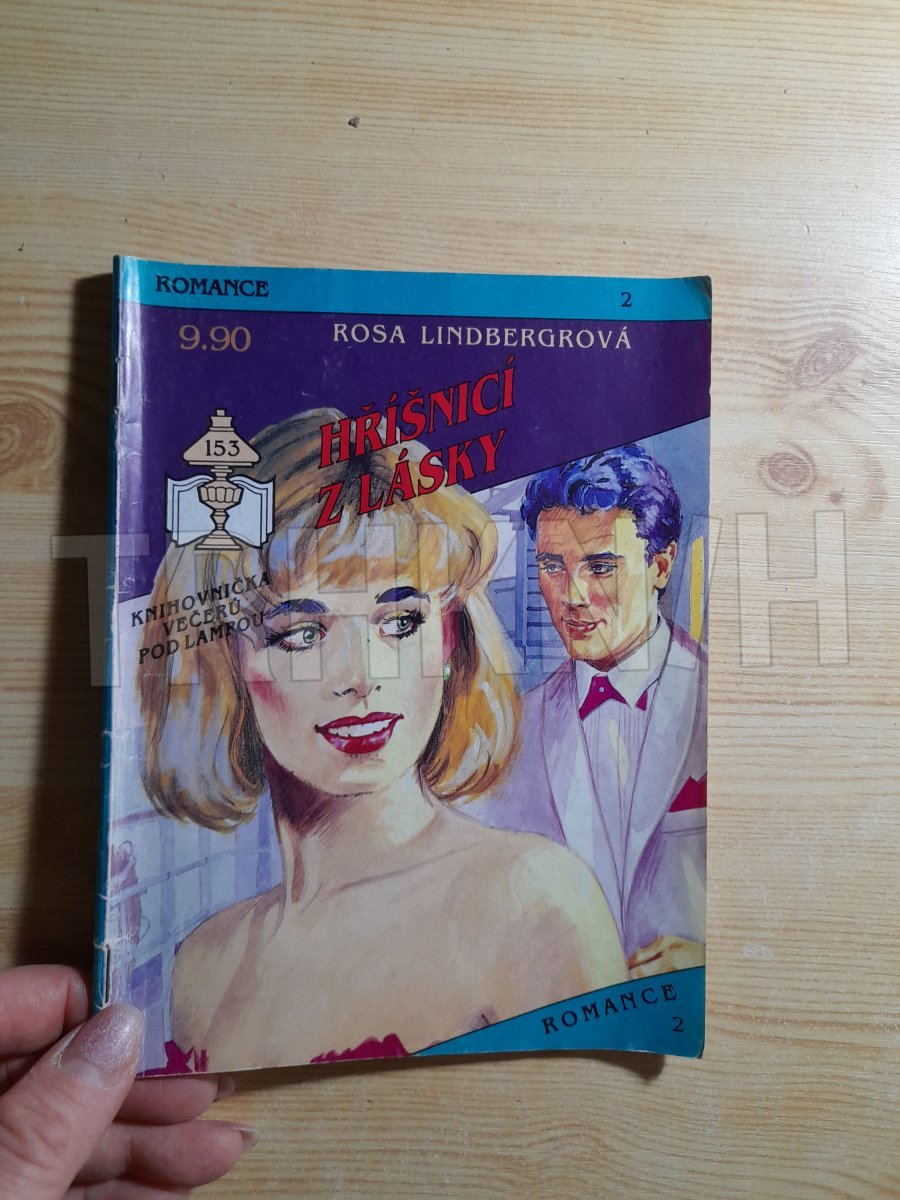 ROMANCE
2
9.90
ROSA LINDBERGROVÁ
HŘÍŠNICÍ
Z LÁSKY
153
KNIHOVNIČKA
VEČERŮ
POD LAMPOU
ROMANCE
2